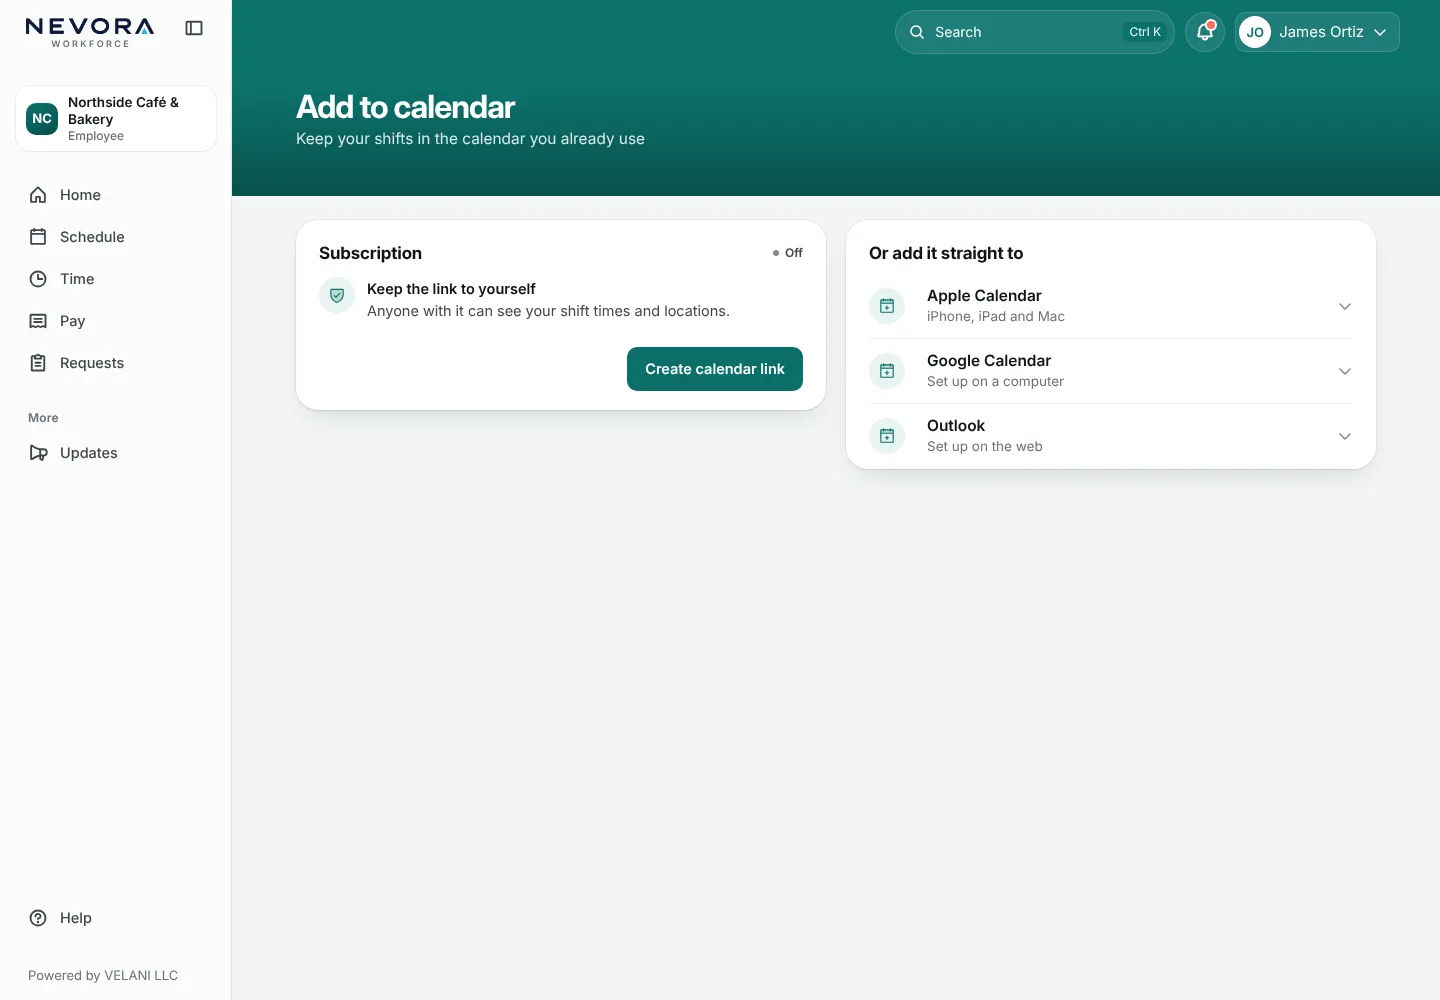 NEVORA
WORKFORCE
Search
Ctrl K
JO
James Ortiz
NC
Northside Café &
Bakery
Employee
Home
Schedule
Time
Pay
Requests
More
Updates
Help
Powered by VELANI LLC
Add to calendar
Keep your shifts in the calendar you already use
Subscription
Off
Keep the link to yourself
Anyone with it can see your shift times and locations.
Create calendar link
Or add it straight to
Apple Calendar
iPhone, iPad and Mac
Google Calendar
Set up on a computer
Outlook
Set up on the web